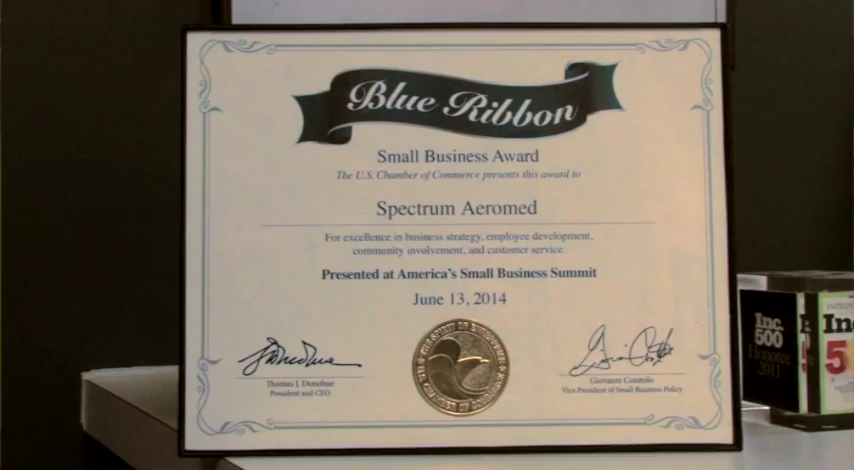 Blue Ribbon
Small Business Award
The U.S. Chamber of Commerce presents this award to
Spectrum Aeromed
For excellence in business strategy, employee development,
community involvement, and customer service.
Presented at America's Small Business Summit
June 13, 2014
Thomas J. Donohue
President and CEO
Giovanni Coratolo
Vice President of Small Business Policy
Inc.
500
Honoree
2011
In
5